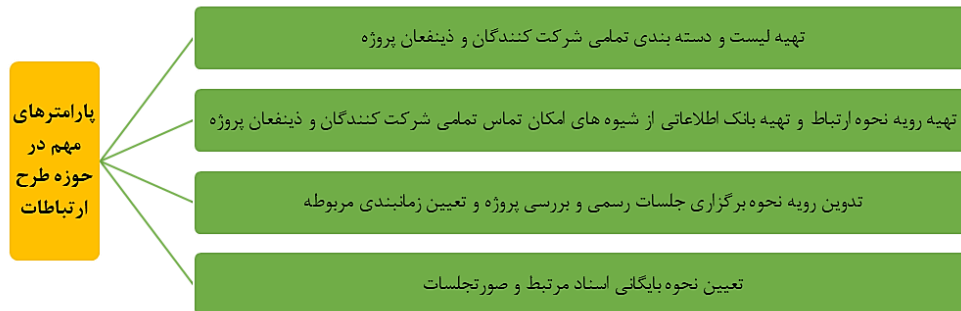 پارامترهای
مهم در
حوزه طرح
ارتباطات
تهیه لیست و دسته بندی تمامی شرکت کنندگان و ذینفعان پروژه
تهیه رویه نحوه ارتباط و تهیه بانک اطلاعاتی از شیوه های امکان تماس تمامی شرکت کنندگان و ذینفعان پروژه
تدوین رویه نحوه برگزاری جلسات رسمی و بررسی پروژه و تعیین زمانبندی مربوطه
تعیین نحوه بایگانی اسناد مرتبط و صورتجلسات